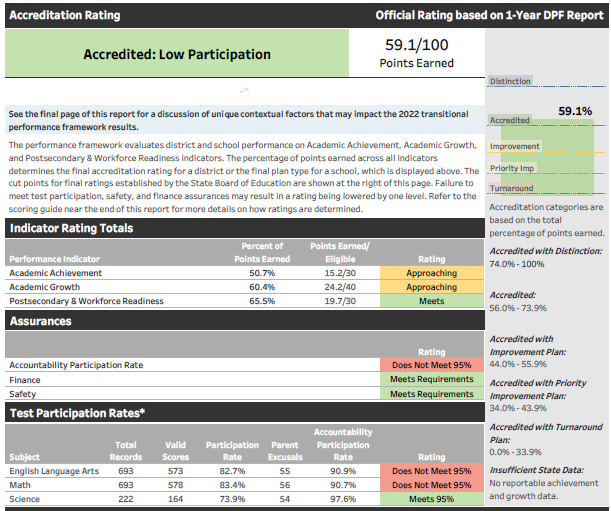 Accreditation Rating Official Rating based on 1-Year DPF Report
Accredited: Low Participation
59.1/100
Points Earned
See the final page of this report for a discussion of unique contextual factors that may impact the 2022 transitional
performance framework results.
The performance framework evaluates district and school performance on Academic Achievement, Academic Growth,
and Postsecondary & Workforce Readiness indicators. The percentage of points earned across all indicators
determines the final accreditation rating for a district or the final plan type for a school, which is displayed above. The
cut points for final ratings established by the State Board of Education are shown at the right of this page. Failure to
meet test participation, safety, and finance assurances may result in a rating being lowered by one level. Refer to the
scoring guide near the end of this report for more details on how ratings are determined.
Indicator Rating Totals
Percent of Points Earned/
Performance Indicator Points Earned Eligible Rating
Academic Achievement 50.7% 15.2/30 Approaching
Academic Growth 60.4% 24.2/40 Approaching
Postsecondary & Workforce Readiness 65.5% 19.7/30 Meets
Assurances
Rating
Accountability Participation Rate Does Not Meet 95%
Finance Meets Requirements
Safety Meets Requirements
Test Participation Rates*
Accountability
Total Valid Participation Parent Participation
Subject Records Scores Rate Excusals Rate Rating
English Language Arts 693 573 82.7% 55 90.9% Does Not Meet 95%
Math 693 578 83.4% 56 90.7% Does Not Meet 95%
Science 222 164 73.9% 54 97.6% Meets 95%
Distinction
59.1%
Accredited
Improvement
Priority Imp
Turnaround
Accreditation categories are
based on the total
percentage of points earned.
Accredited with Distinction:
74.0% - 100%
Accredited:
56.0% - 73.9%
Accredited with
Improvement Plan:
44.0% - 55.9%
Accredited with Priority
Improvement Plan:
34.0% - 43.9%
Accredited with Turnaround
Plan:
0.0% - 33.9%
Insufficient State Data:
No reportable achievement
and growth data.